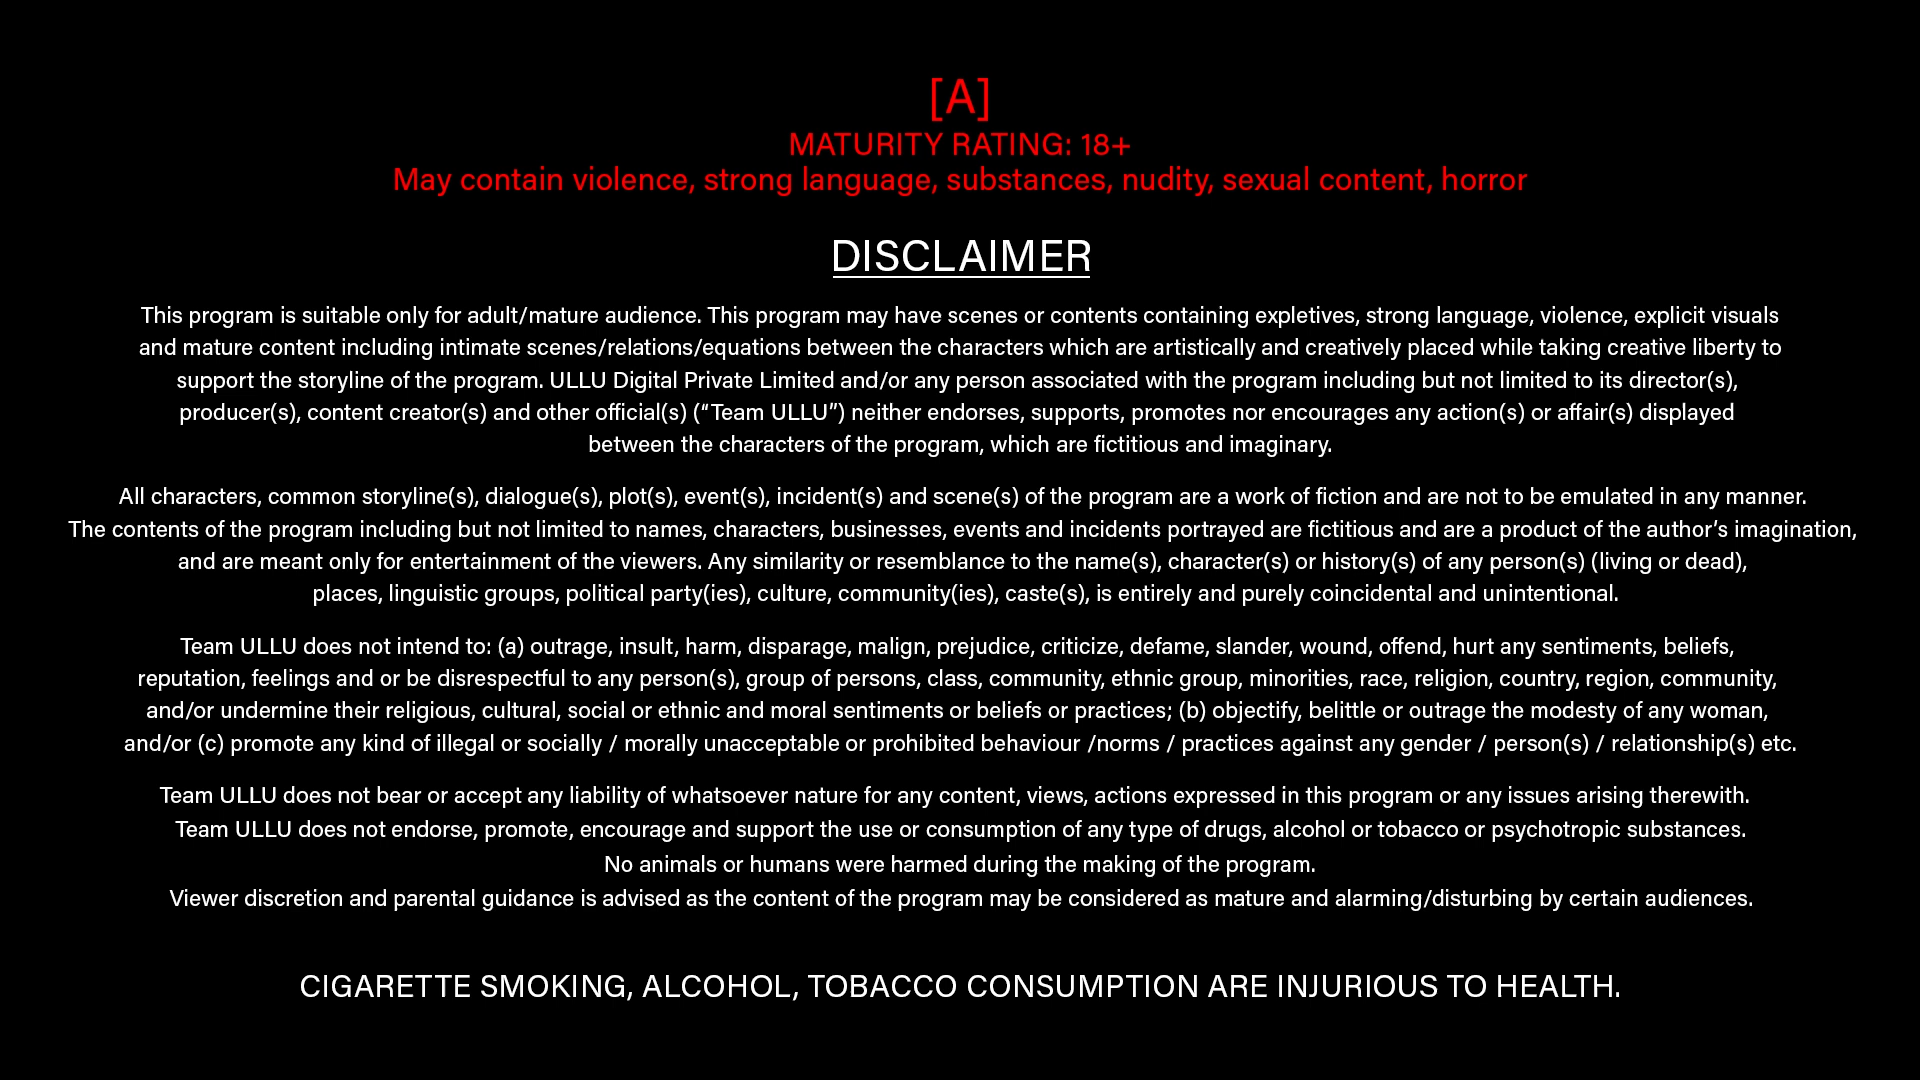 [A]
MATURITY RATING: 18+
May contain violence, strong language, substances, nudity, sexual content, horror
DISCLAIMER
This program is suitable only for adult/mature audience. This program may have scenes or contents containing expletives, strong language, violence, explicit visuals
and mature content including intimate scenes/relations/equations between the characters which are artistically and creatively placed while taking creative liberty to
support the storyline of the program. ULLU Digital Private Limited and/or any person associated with the program including but not limited to its director(s),
producer(s), content creator(s) and other official(s) (“Team ULLU”) neither endorses, supports, promotes nor encourages any action(s) or affair(s) displayed
between the characters of the program, which are fictitious and imaginary.
All characters, common storyline(s), dialogue(s), plot(s), event(s), incident(s) and scene(s) of the program are a work of fiction and are not to be emulated in any manner.
The contents of the program including but not limited to names, characters, businesses, events and incidents portrayed are fictitious and are a product of the author’s imagination,
and are meant only for entertainment of the viewers. Any similarity or resemblance to the name(s), character(s) or history(s) of any person(s) (living or dead),
places, linguistic groups, political party(ies), culture, community(ies), caste(s), is entirely and purely coincidental and unintentional.
Team ULLU does not intend to: (a) outrage, insult, harm, disparage, malign, prejudice, criticize, defame, slander, wound, offend, hurt any sentiments, beliefs,
reputation, feelings and or be disrespectful to any person(s), group of persons, class, community, ethnic group, minorities, race, religion, country, region, community,
and/or undermine their religious, cultural, social or ethnic and moral sentiments or beliefs or practices; (b) objectify, belittle or outrage the modesty of any woman,
and/or (c) promote any kind of illegal or socially / morally unacceptable or prohibited behaviour /norms / practices against any gender / person(s) / relationship(s) etc.
Team ULLU does not bear or accept any liability of whatsoever nature for any content, views, actions expressed in this program or any issues arising therewith.
Team ULLU does not endorse, promote, encourage and support the use or consumption of any type of drugs, alcohol or tobacco or psychotropic substances.
No animals or humans were harmed during the making of the program.
Viewer discretion and parental guidance is advised as the content of the program may be considered as mature and alarming/disturbing by certain audiences.
CIGARETTE SMOKING, ALCOHOL, TOBACCO CONSUMPTION ARE INJURIOUS TO HEALTH.